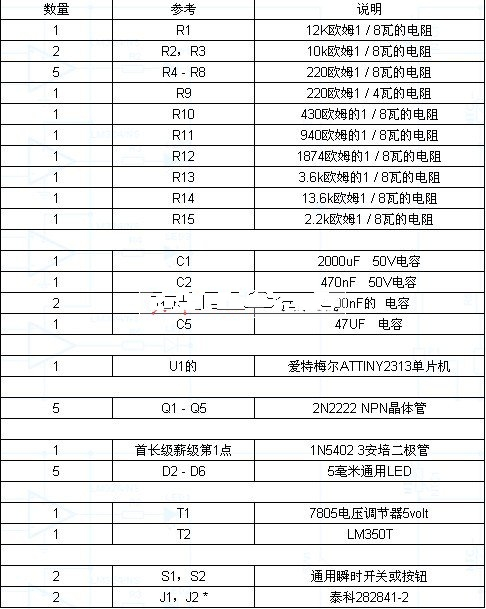 数量 参考 说明
1 R1 12K欧姆1 / 8瓦的电阻
2 R2，R3 10k欧姆1 / 8瓦的电阻
5 R4 - R8 220欧姆1 / 8瓦的电阻
1 R9 220欧姆1 / 4瓦的电阻
1 R10 430欧姆的1 / 8瓦的电阻
1 R11 940欧姆的1 / 8瓦的电阻
1 R12 1874欧姆的1 / 8瓦的电阻
1 R13 3.6k欧姆的1 / 8瓦的电阻
1 R14 13.6k欧姆的1 / 8瓦的电阻
1 R15 2.2k欧姆1 / 8瓦的电阻
1 C1 2000uF 50V电容
1 C2 470nF 50V电容
2 电容
1 C5 47UF 电容
1 U1的 爱特梅尔ATTINY2313单片机
5 Q1 - Q5 2N2222 NPN晶体管
1 首长级薪级第1点 1N5402 3安培二极管
5 D2 - D6 5毫米通用LED
1 T1 7805电压调节器5volt
1 T2 LM350T
2 S1，S2 通用瞬时开关或按钮
2 J1，J2 * 泰科282841-2